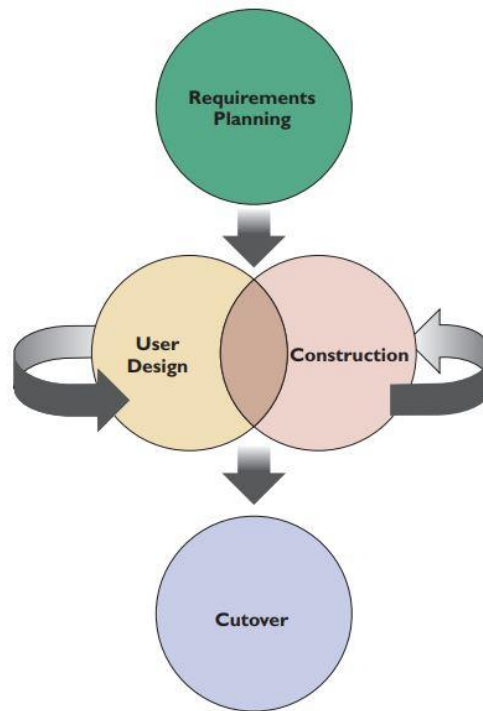 Requirements
Planning
User
Design
Construction
Cutover